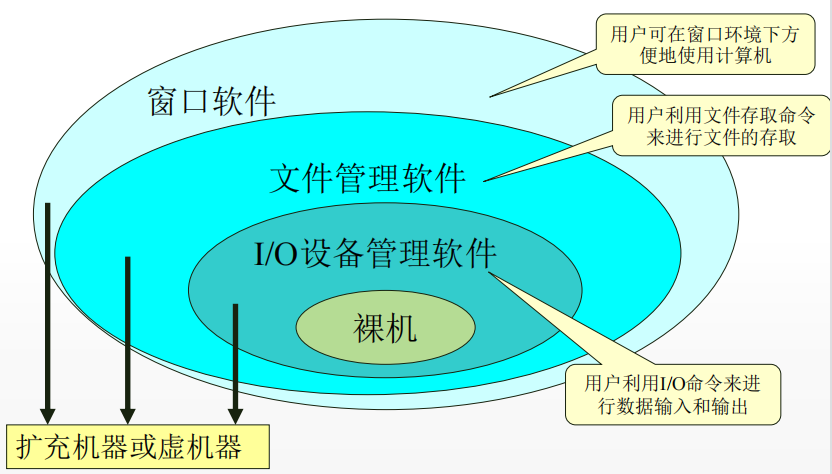 用户可在窗口环境下方
便地使用计算机
窗口软件
用户利用文件存取命令
来进行文件的存取
文件管理软件
I/O设备管理软件
裸机
用户利用I/O命令来进
行数据输入和输出
扩充机器或虚机器